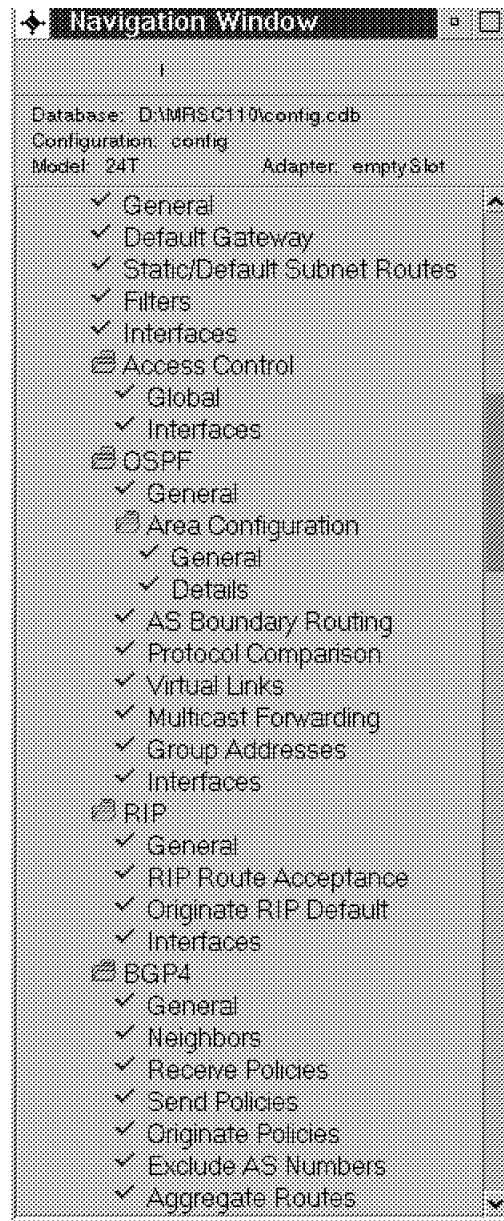 Navigation Window
Database: D:\MRSC110\config.cdb
Configuration: config
Model: 24T Adapter: emptySlot
General
Default Gateway
Static/Default Subnet Routes
Filters
Interfaces
Access Control
Global
Interfaces
OSPF
General
Area Configuration
General
Details
AS Boundary Routing
Protocol Comparison
Virtual Links
Multicast Forwarding
Group Addresses
Interfaces
RIP
General
RIP Route Acceptance
Originate RIP Default
Interfaces
BGP4
General
Neighbors
Receive Policies
Send Policies
Originate Policies
Exclude AS Numbers
Aggregate Routes